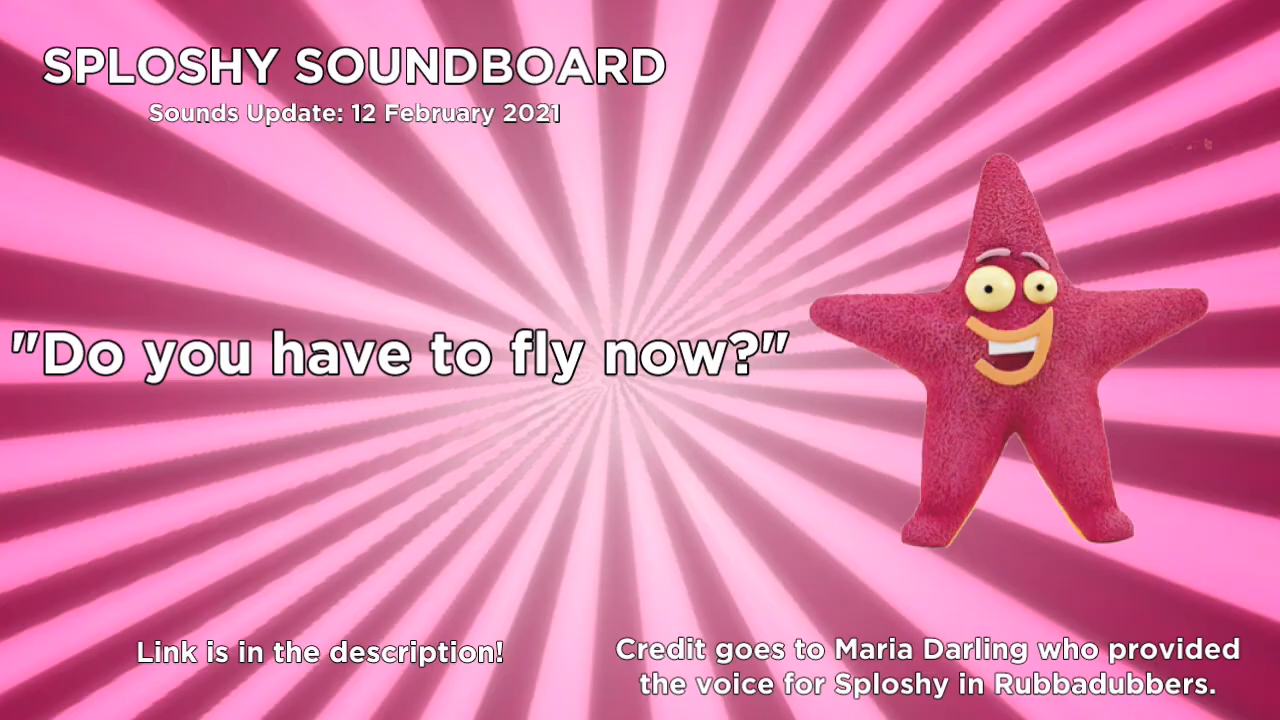 SPLOSHY SOUNDBOARD
Sounds Update: 12 February 2021
"Do you have to fly now?"
Link is in the description!
Credit goes to Maria Darling who provided
the voice for Sploshy in Rubbadubbers.